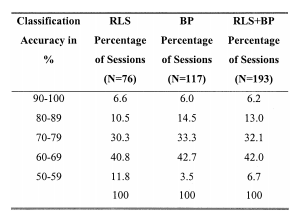 Classification RLS BP RLS+BP
Accuracy in Percentage Percentage Percentage
% of Sessions of Sessions of Sessions
(N=76) (N=117) (N=193)
90-100 6.6 6.0 6.2
80-89 10.5 14.5 13.0
70-79 30.3 33.3 32.1
60-69 40.8 42.7 42.0
50-59 11.8 3.5 6.7
100 100 100